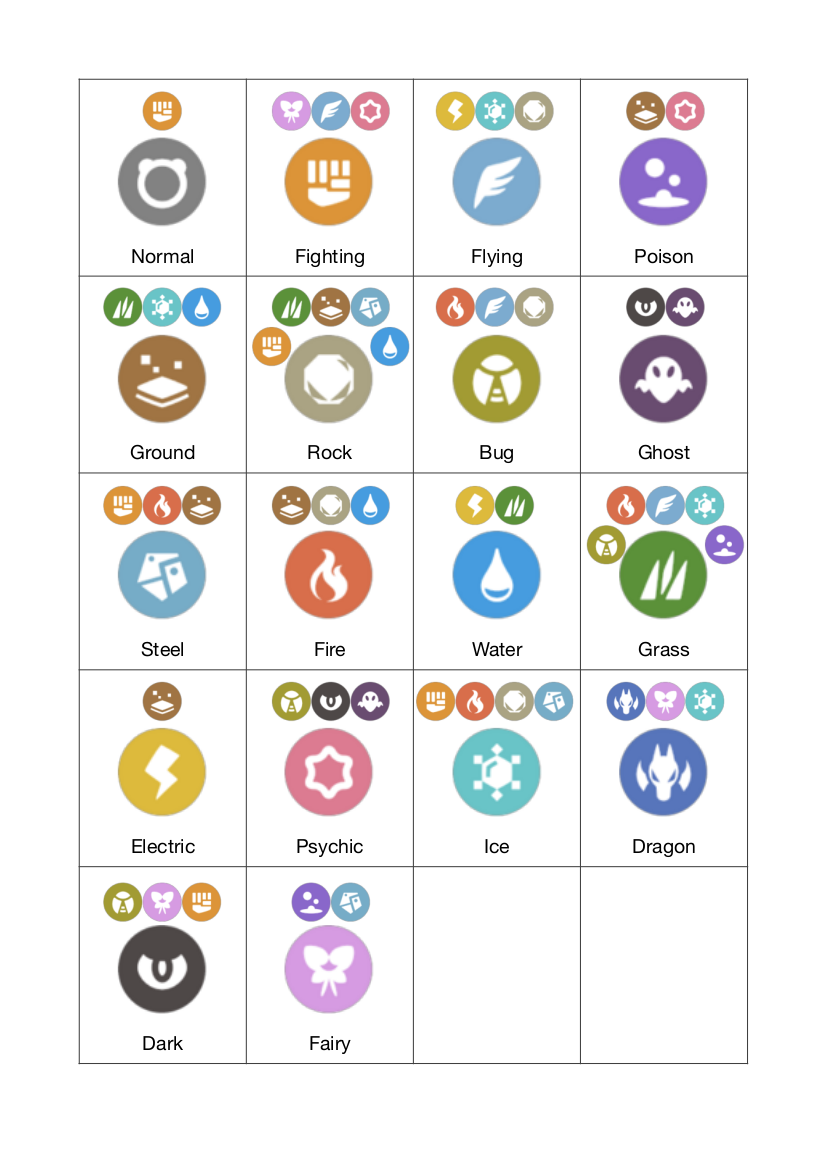 Normal
Fighting
Flying
Poison
Ground
Rock
Bug
Ghost
Steel
Fire
Water
Grass
Electric
Psychic
Ice
Dragon
Dark
Fairy